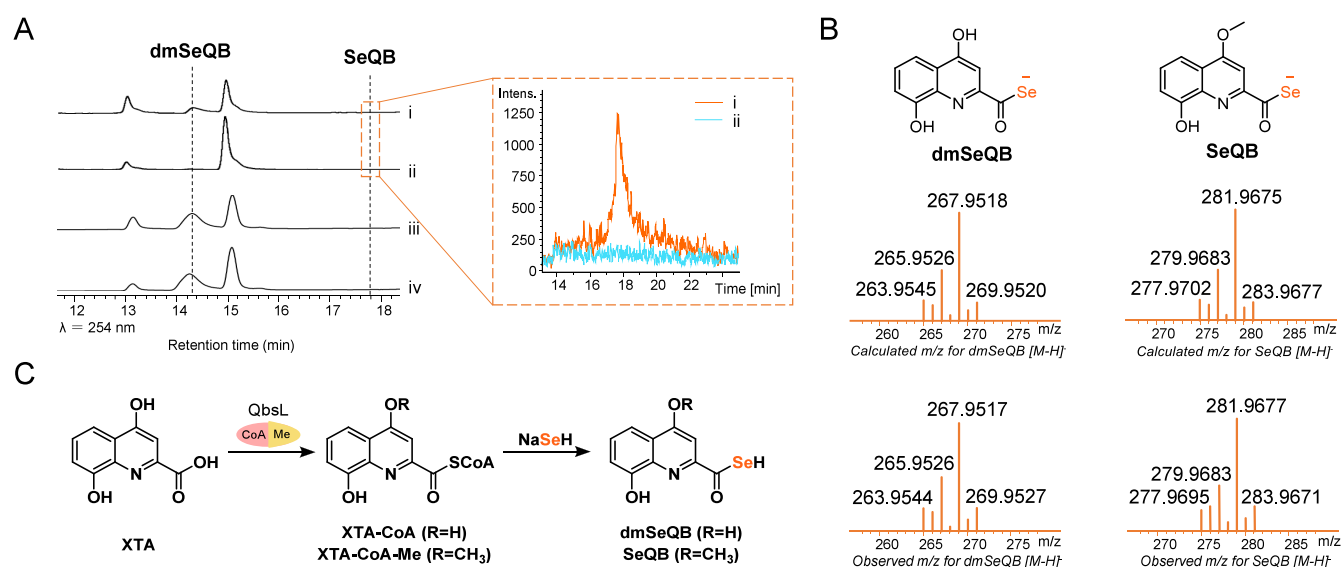 A
dmSeQB
SeQB
i
ii
iii
iv
12 13 14 15 16 17 18
λ = 254 nm
Retention time (min)
Intens.
1250
1000
750
500
250
0
i
ii
14 16 18 20 22
Time [min]
B
OH
N
OH
O
Se
−
dmSeQB
O
N
OH
O
Se
−
SeQB
267.9518
265.9526
263.9545
269.9520
260 265 270 275 m/z
Calculated m/z for dmSeQB [M-H]-
281.9675
279.9683
277.9702
283.9677
270 275 280 285 m/z
Calculated m/z for SeQB [M-H]-
267.9517
265.9526
263.9544
269.9527
260 265 270 275 m/z
Observed m/z for dmSeQB [M-H]-
281.9677
279.9683
277.9695
283.9671
270 275 280 285 m/z
Observed m/z for SeQB [M-H]-
C
OH
N
OH
OH
O
XTA
QbsL
CoA Me
OR
N
SCoA
OH
O
XTA-CoA (R=H)
XTA-CoA-Me (R=CH3)
NaSeH
OR
N
SeH
OH
O
dmSeQB (R=H)
SeQB (R=CH3)